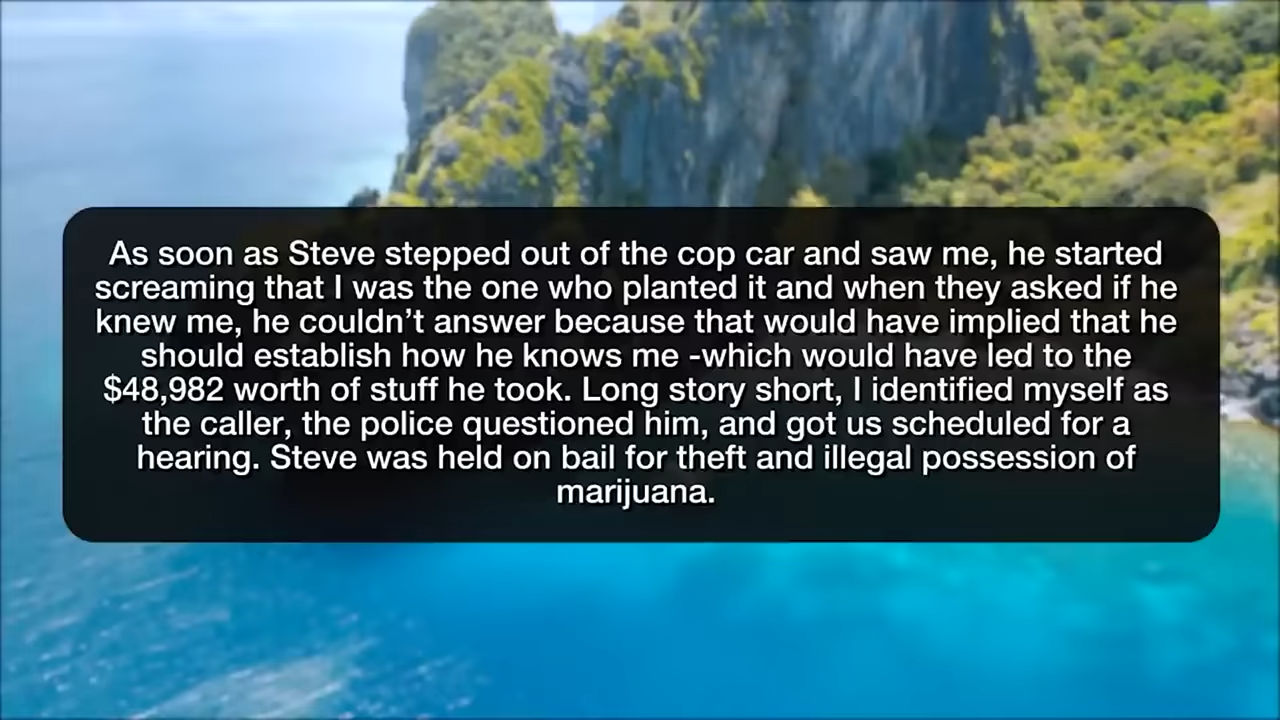 As soon as Steve stepped out of the cop car and saw me, he started
screaming that I was the one who planted it and when they asked if he
knew me, he couldn’t answer because that would have implied that he
should establish how he knows me -which would have led to the
$48,982 worth of stuff he took. Long story short, I identified myself as
the caller, the police questioned him, and got us scheduled for a
hearing. Steve was held on bail for theft and illegal possession of
marijuana.